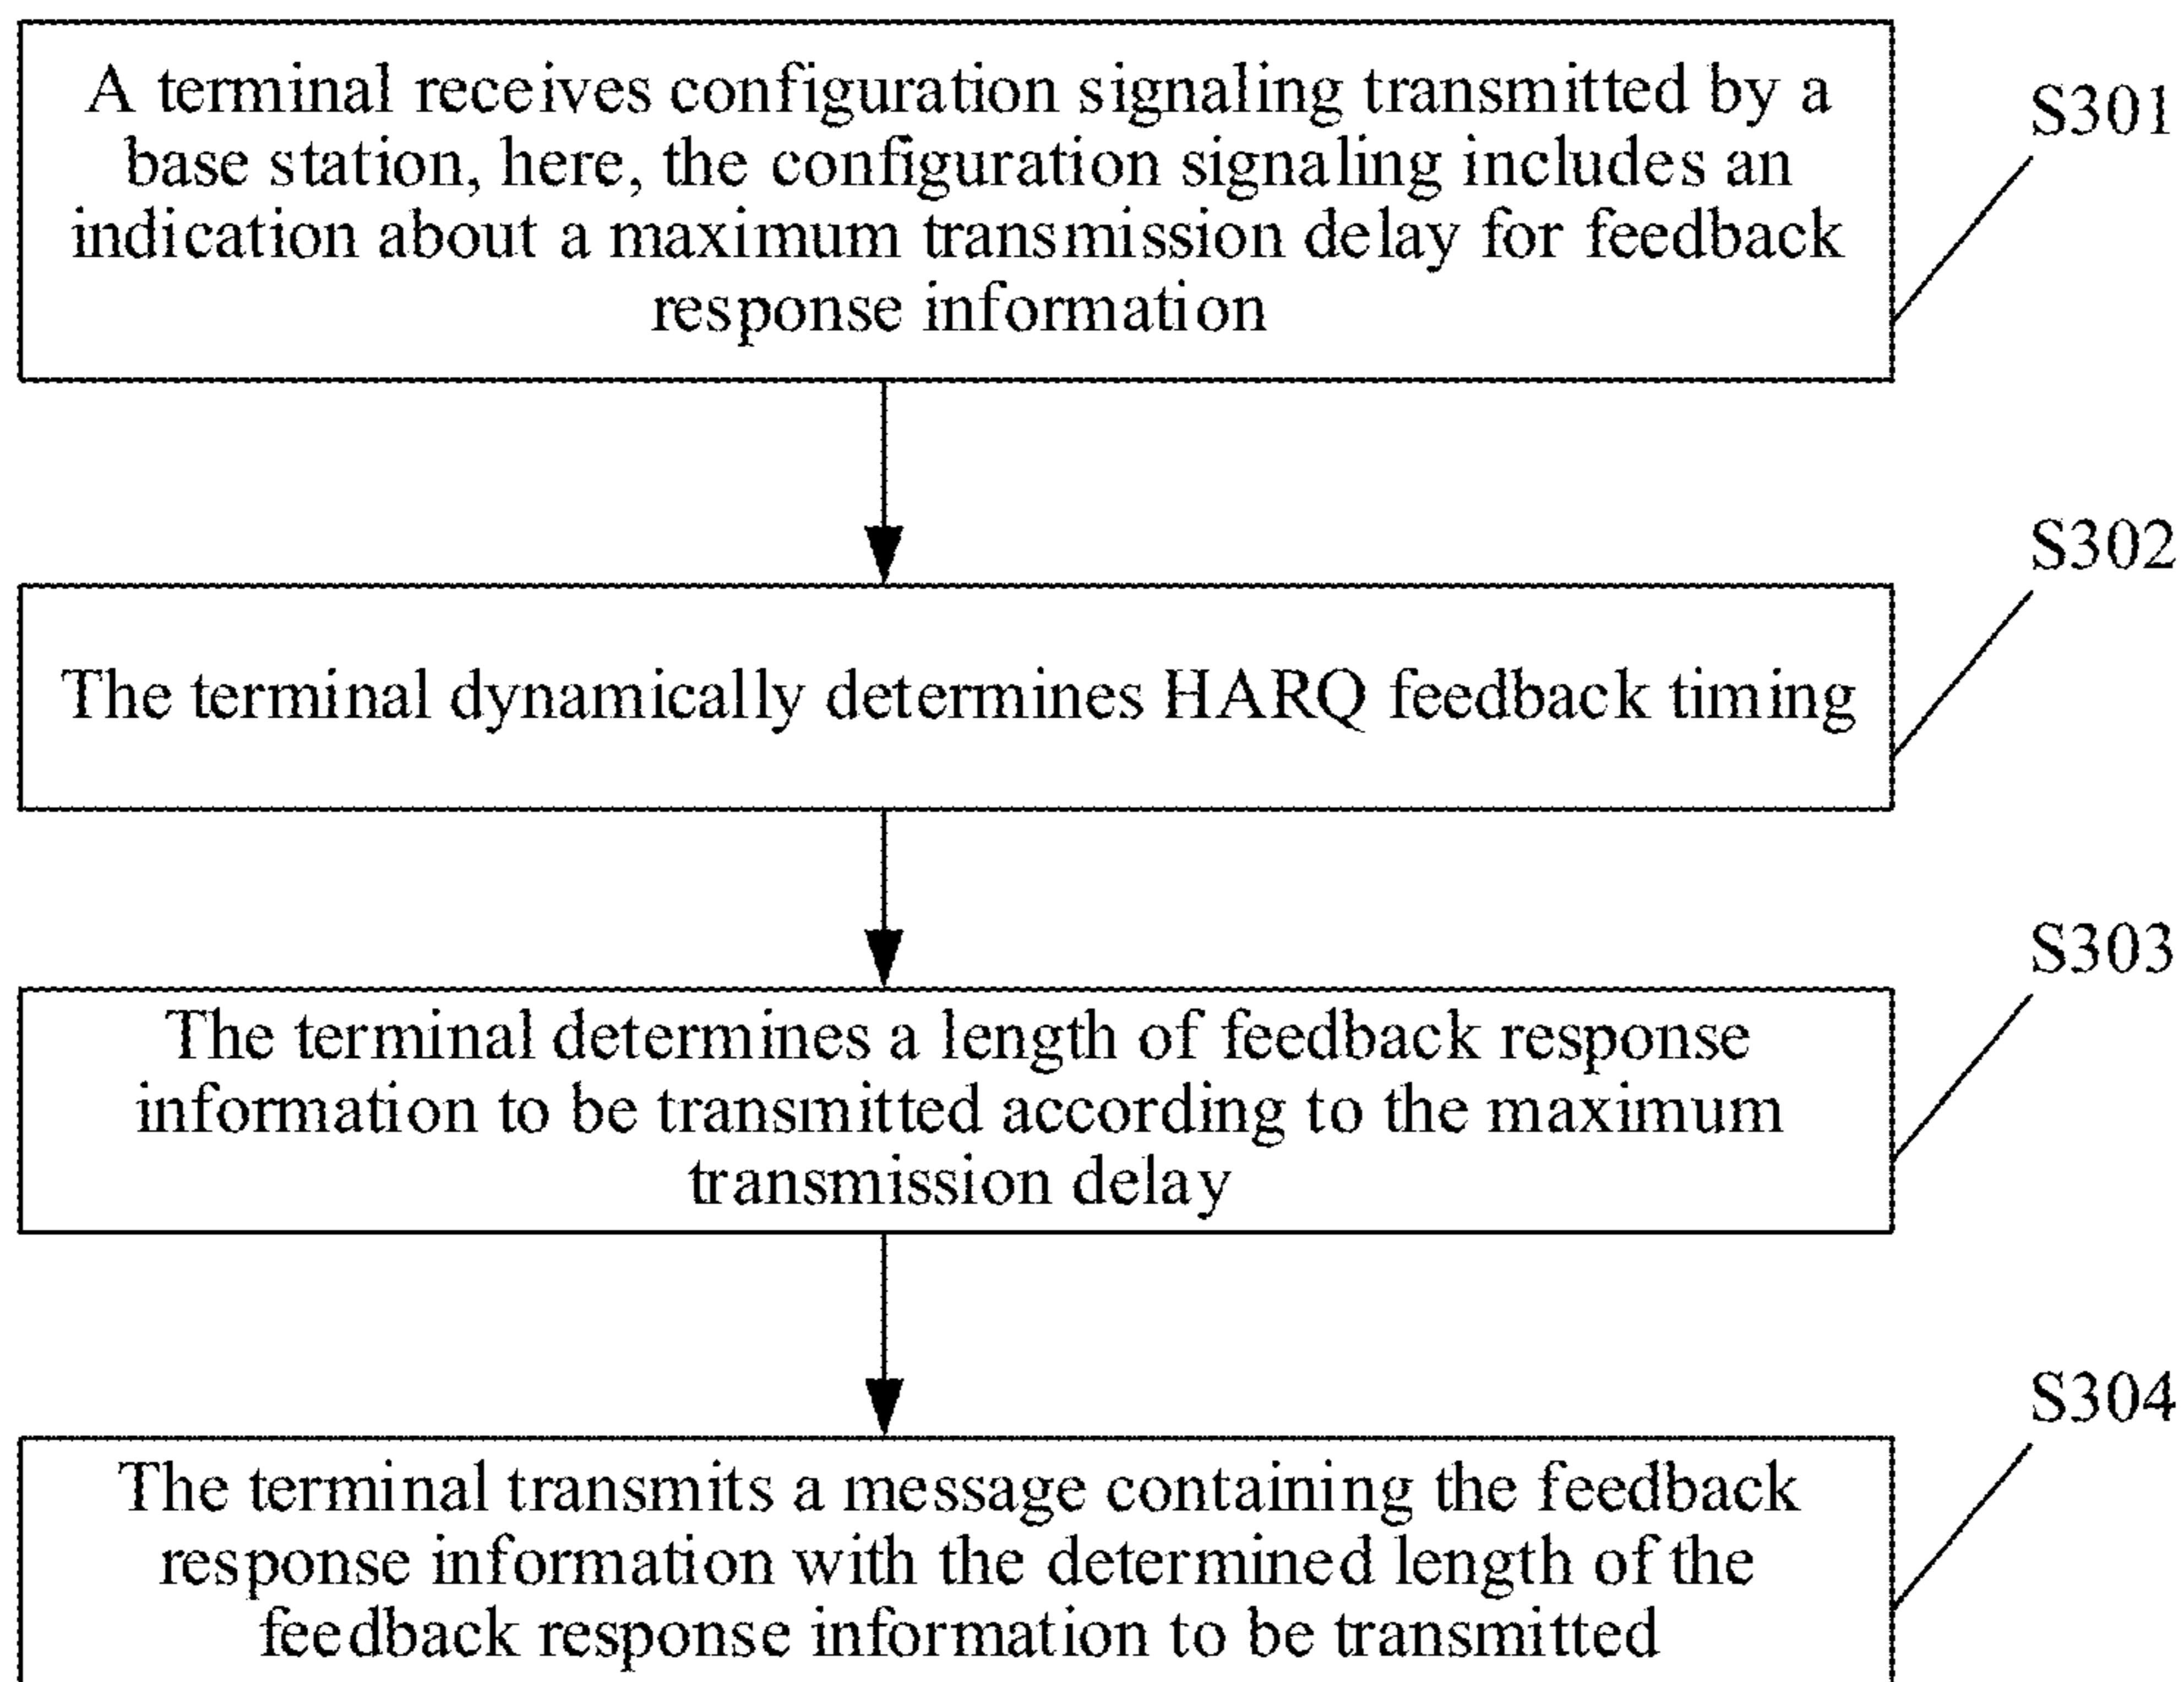 A terminal receives configuration signaling transmitted by a
base station, here, the configuration signaling includes an
indication about a maximum transmission delay for feedback
response information
S301
The terminal dynamically determines HARQ feedback timing
S302
The terminal determines a length of feedback response
information to be transmitted according to the maximum
transmission delay
S303
The terminal transmits a message containing the feedback
response information with the determined length of the
feedback response information to be transmitted
S304